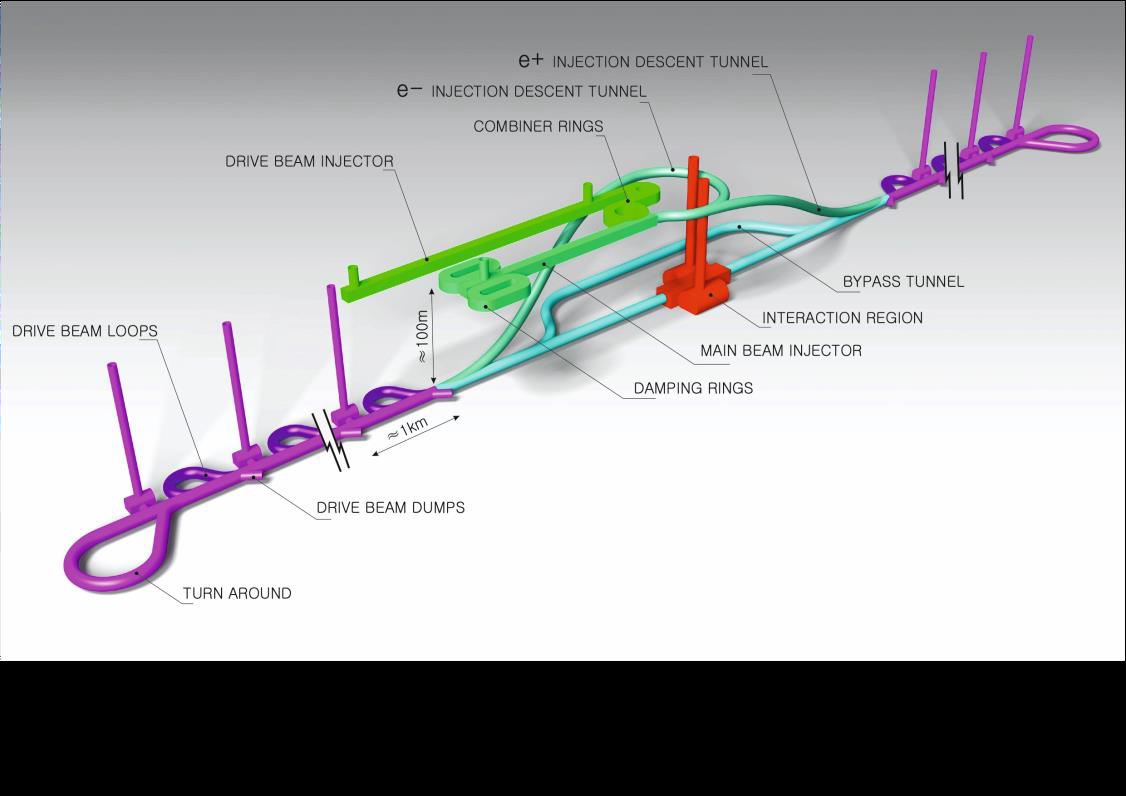 e+ INJECTION DESCENT TUNNEL
e− INJECTION DESCENT TUNNEL
COMBINER RINGS
DRIVE BEAM INJECTOR
BYPASS TUNNEL
INTERACTION REGION
DRIVE BEAM LOOPS
≈100m
MAIN BEAM INJECTOR
DAMPING RINGS
≈1km
DRIVE BEAM DUMPS
TURN AROUND